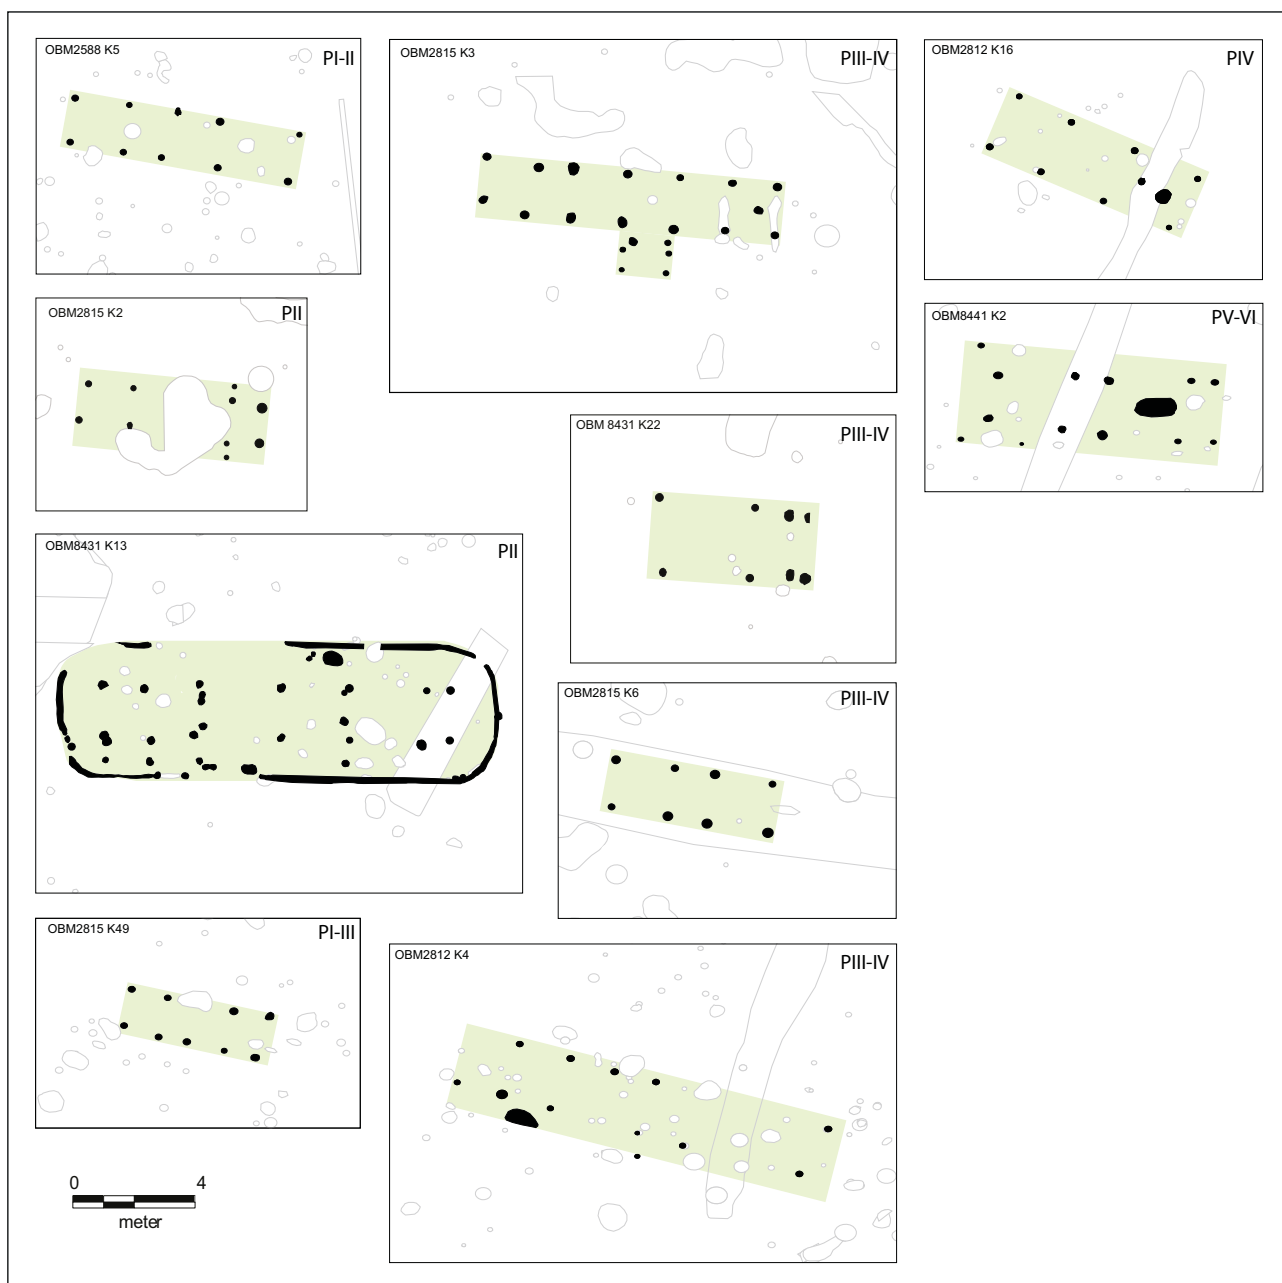 OBM2588 K5
PI-II
OBM2815 K3
PIII-IV
OBM2812 K16
PIV
OBM2815 K2
PII
OBM8441 K2
PV-VI
OBM 8431 K22
PIII-IV
OBM8431 K13
PII
OBM2815 K6
PIII-IV
OBM2815 K49
PI-III
OBM2812 K4
PIII-IV
0 4
meter